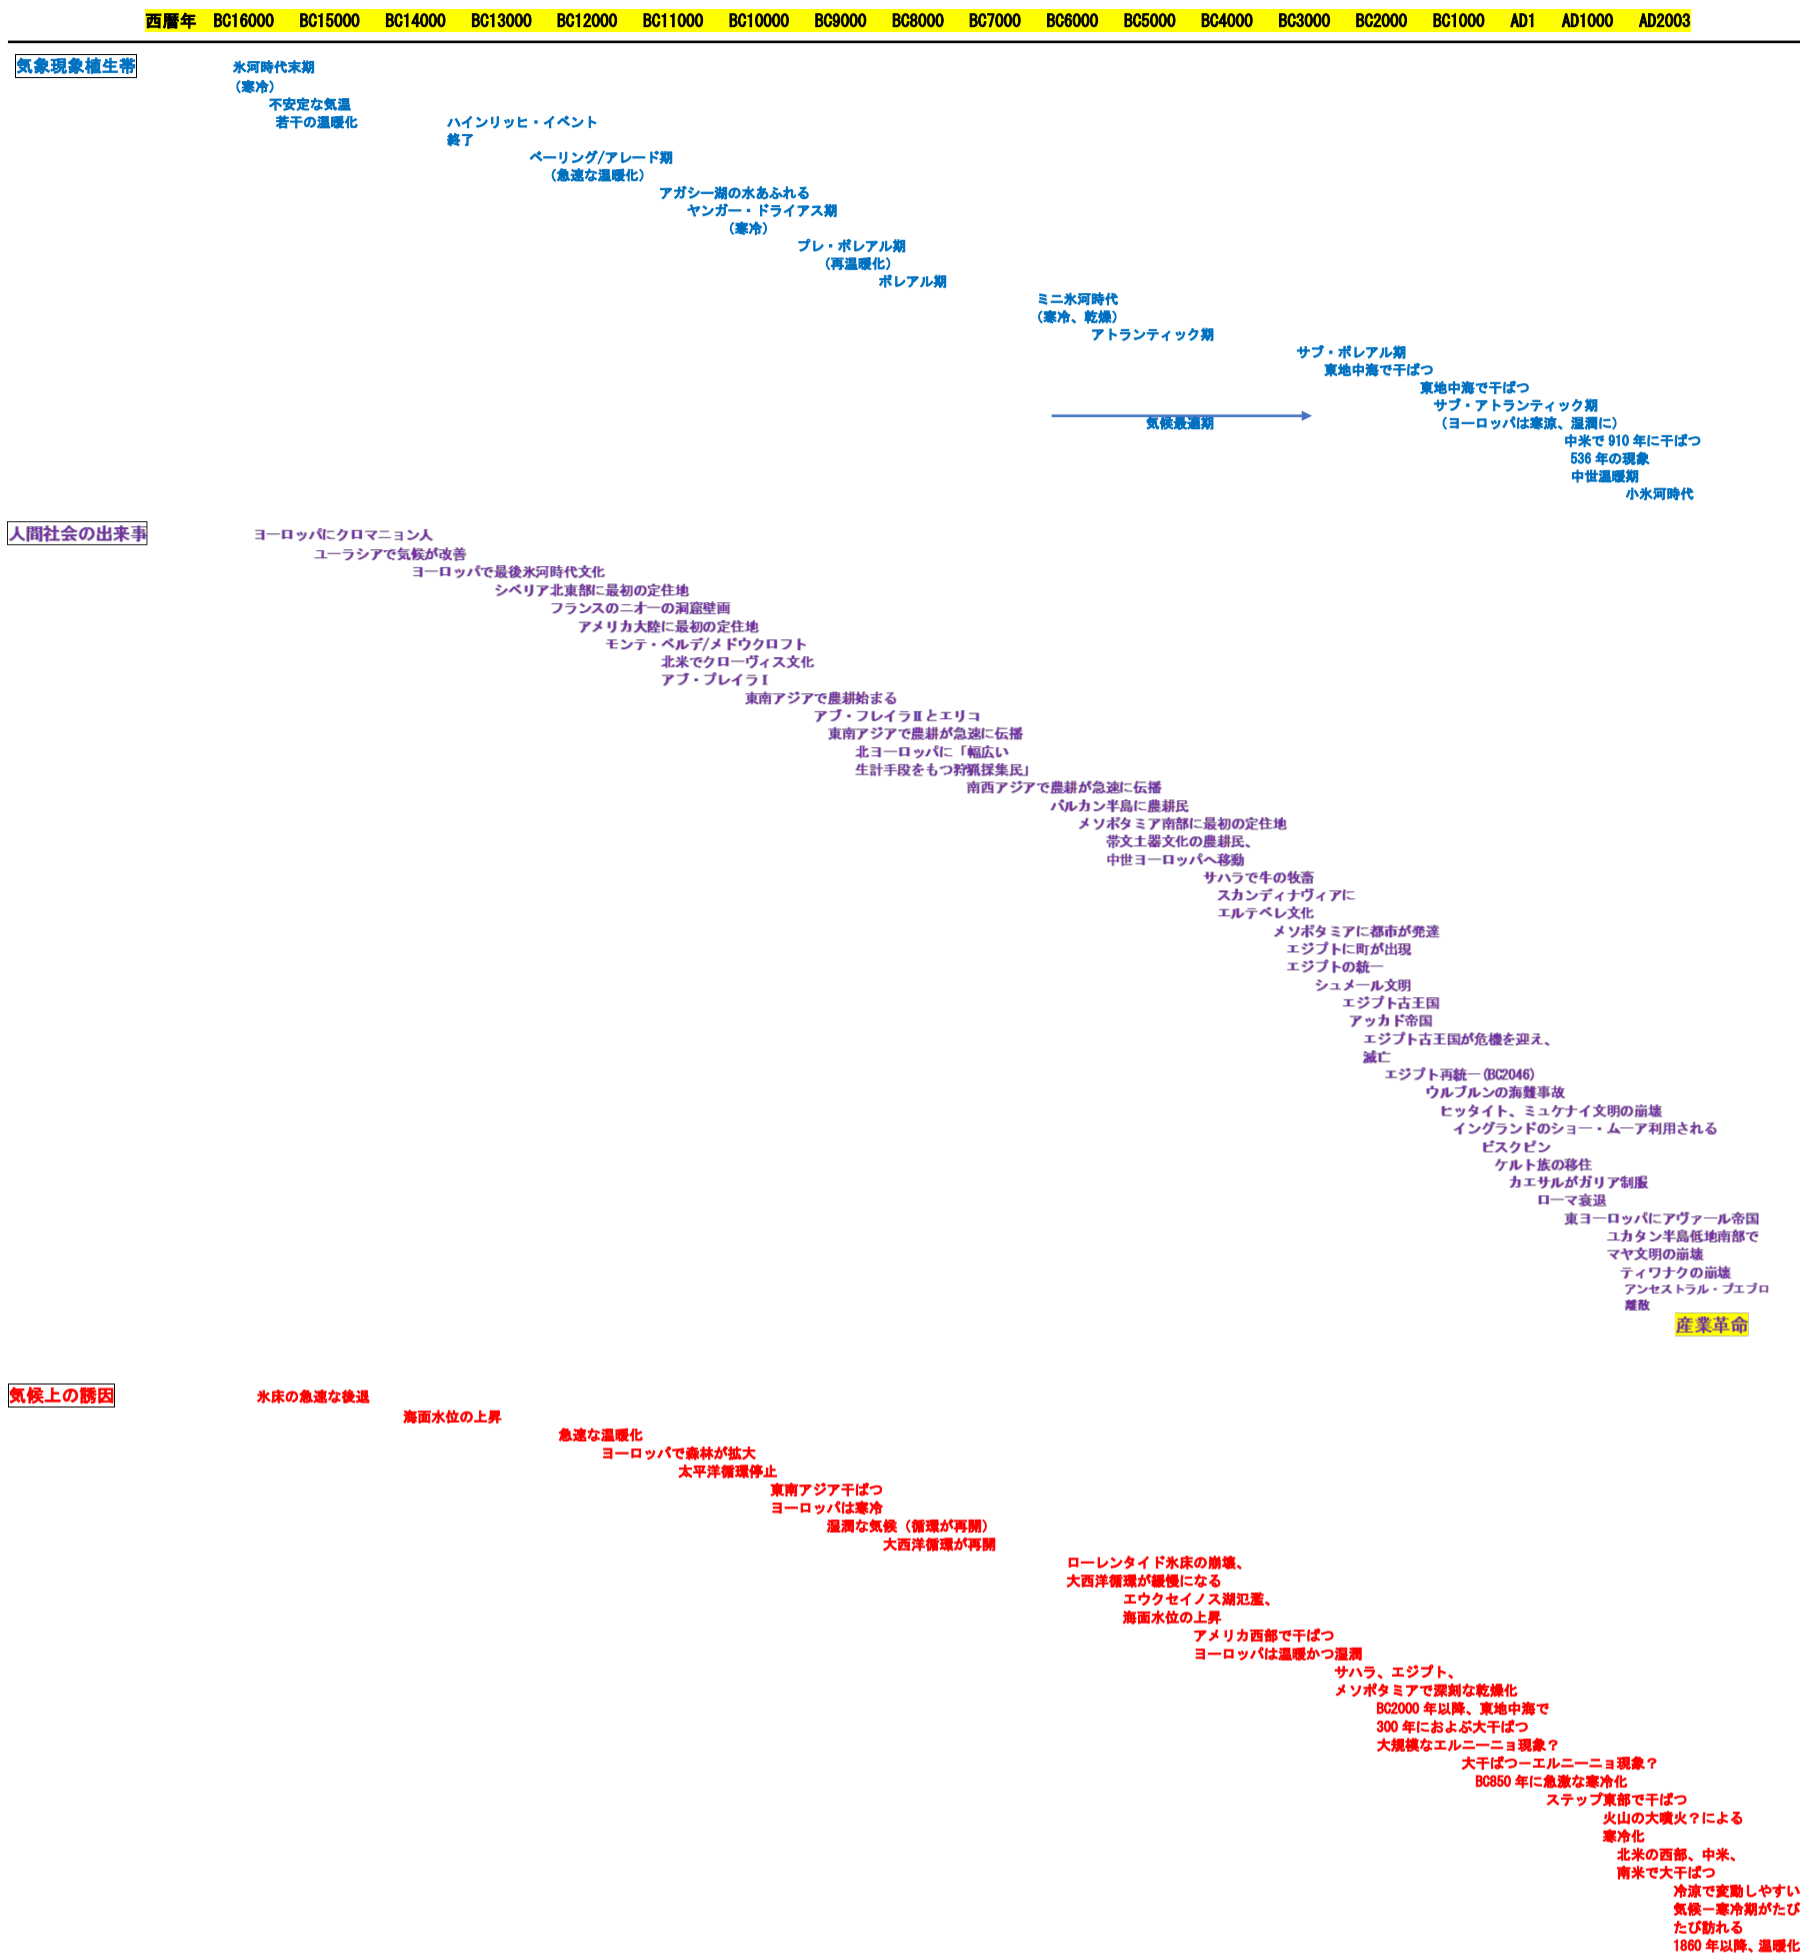 西暦年 BC16000 BC15000 BC14000 BC13000 BC12000 BC11000 BC10000 BC9000 BC8000 BC7000 BC6000 BC5000 BC4000 BC3000 BC2000 BC1000 AD1 AD1000 AD2003
気象現象植生帯
氷河時代末期
（寒冷）
不安定な気温
若干の温暖化
ハインリッヒ・イベント
終了
ベーリング/アレード期
（急速な温暖化）
アガシー湖の水あふれる
ヤンガー・ドライアス期
（寒冷）
プレ・ボレアル期
（再温暖化）
ボレアル期
ミニ氷河時代
（寒冷、乾燥）
アトランティック期
サブ・ボレアル期
東地中海で干ばつ
東地中海で干ばつ
サブ・アトランティック期
気候最適期
（ヨーロッパは寒涼、湿潤に）
中米で910年に干ばつ
536年の現象
中世温暖期
小氷河時代
人間社会の出来事
ヨーロッパにクロマニョン人
ユーラシアで気候が改善
ヨーロッパで最後氷河時代文化
シベリア北東部に最初の定住地
フランスのニオーの洞窟壁画
アメリカ大陸に最初の定住地
モンテ・ベルデ/メドウクロフト
北米でクローヴィス文化
アブ・フレイラⅠ
東南アジアで農耕始まる
アブ・フレイラⅡとエリコ
東南アジアで農耕が急速に伝播
北ヨーロッパに「幅広い
生計手段をもつ狩猟採集民」
南西アジアで農耕が急速に伝播
バルカン半島に農耕民
メソポタミア南部に最初の定住地
帯文土器文化の農耕民、
中世ヨーロッパへ移動
サハラで牛の牧畜
スカンディナヴィアに
エルテベレ文化
メソポタミアに都市が発達
エジプトに町が出現
エジプトの統一
シュメール文明
エジプト古王国
アッカド帝国
エジプト古王国が危機を迎え、
滅亡
エジプト再統一(BC2046)
ウルブルンの海難事故
ヒッタイト、ミュケナイ文明の崩壊
イングランドのショー・ムーア利用される
ビスクピン
ケルト族の移住
カエサルがガリア制服
ローマ衰退
東ヨーロッパにアヴァール帝国
ユカタン半島低地南部で
マヤ文明の崩壊
ティワナクの崩壊
アンセストラル・プエブロ
離散
産業革命
気候上の誘因
氷床の急速な後退
海面水位の上昇
急速な温暖化
ヨーロッパで森林が拡大
太平洋循環停止
東南アジア干ばつ
ヨーロッパは寒冷
湿潤な気候（循環が再開）
大西洋循環が再開
ローレンタイド氷床の崩壊、
大西洋循環が緩慢になる
エウクセイノス湖氾濫、
海面水位の上昇
アメリカ西部で干ばつ
ヨーロッパは温暖かつ湿潤
サハラ、エジプト、
メソポタミアで深刻な乾燥化
BC2000年以降、東地中海で
300年におよぶ大干ばつ
大規模なエルニーニョ現象？
大干ばつーエルニーニョ現象？
BC850年に急激な寒冷化
ステップ東部で干ばつ
火山の大噴火？による
寒冷化
北米の西部、中米、
南米で大干ばつ
冷涼で変動しやすい
気候ー寒冷期がたび
たび訪れる
1860年以降、温暖化